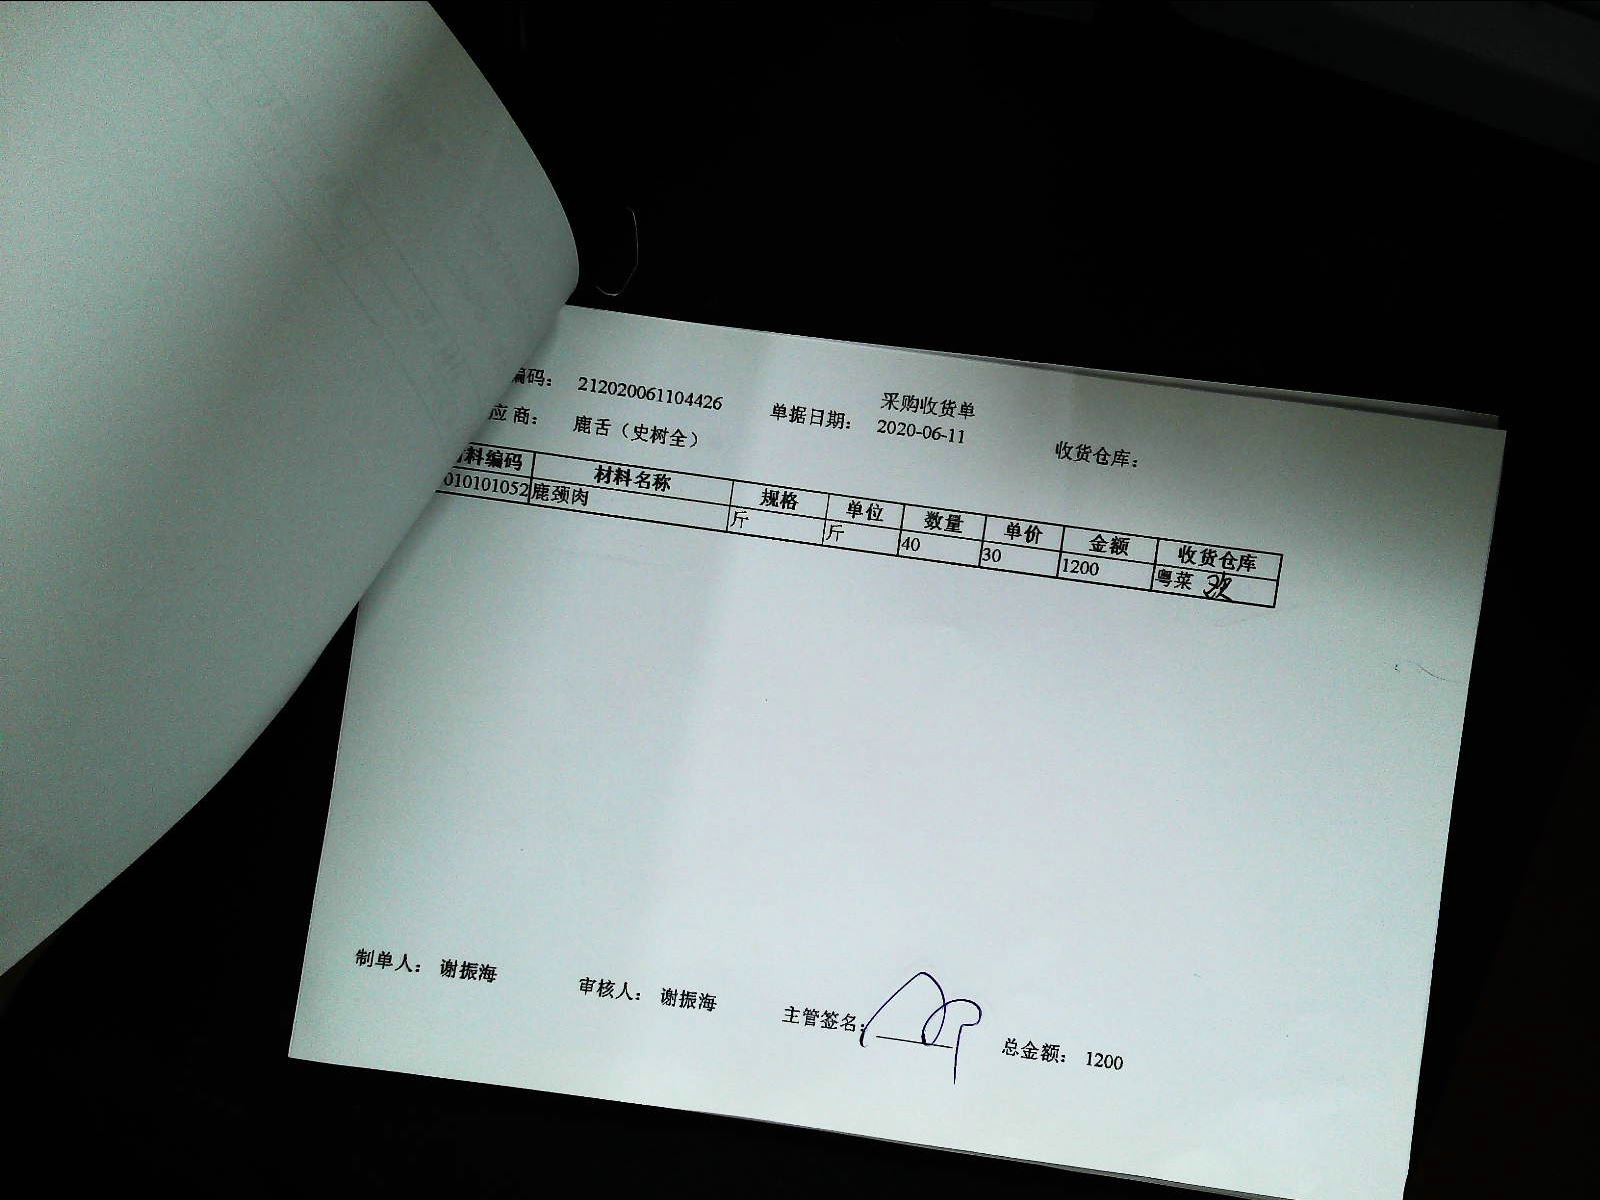 采购收货单
编码： 212020061104426 单据日期： 2020-06-11 收货仓库：
应商： 鹿舌（史树全）
材料编码 材料名称 规格 单位 数量 单价 金额 收货仓库
010101052 鹿颈肉 斤 斤 40 30 1200 粤菜
制单人： 谢振海 审核人： 谢振海 主管签名： 总金额： 1200